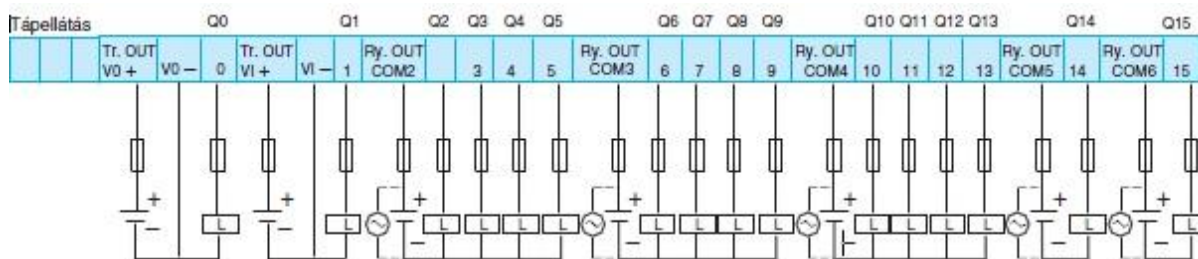 Tápellátás Q0 Q1 Q2 Q3 Q4 Q5 Q6 Q7 Q8 Q9 Q10 Q11 Q12 Q13 Q14 Q15
Tr. OUT Tr. OUT Ry. OUT Ry. OUT Ry. OUT Ry. OUT Ry. OUT
V0 + V0 — 0 VI + VI — 1 COM2 3 4 5 COM3 6 7 8 9 COM4 10 11 12 13 COM5 14 COM6 15
+ + + + + + +
L L L L L L L L L L L L L L L L
— — — — — — —